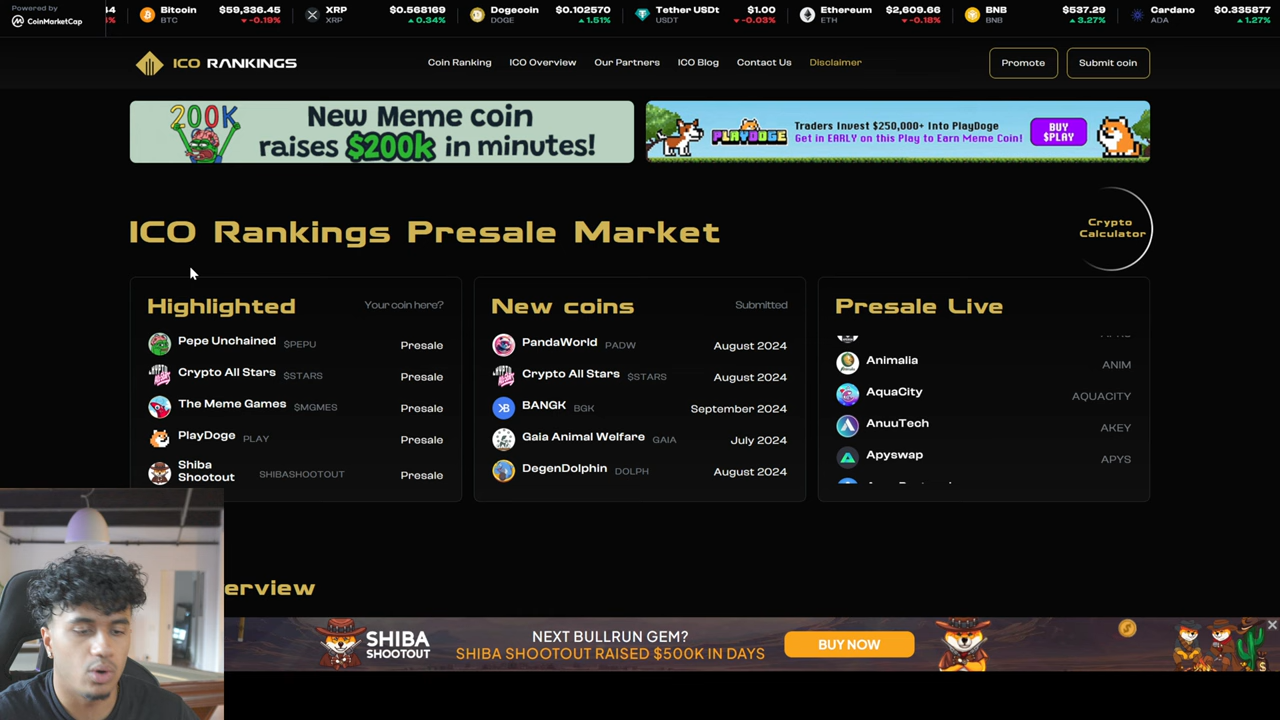 Powered by
CoinMarketCap
Bitcoin $59,336.45
BTC -0.19%
XRP $0.568169
XRP 0.34%
Dogecoin $0.102570
DOGE 1.51%
Tether USDt $1.00
USDT -0.03%
Ethereum $2,609.66
ETH -0.18%
BNB $537.29
BNB 3.27%
Cardano $0.335877
ADA 1.27%
ICO RANKINGS
Coin Ranking
ICO Overview
Our Partners
ICO Blog
Contact Us
Disclaimer
Promote
Submit coin
200K
New Meme coin
raises $200k in minutes!
PLAYDOGE
Traders Invest $250,000+ Into PlayDoge
Get in EARLY on this Play to Earn Meme Coin!
BUY
$PLAY
ICO Rankings Presale Market
Crypto
Calculator
Highlighted Your coin here?
Pepe Unchained $PEPU Presale
Crypto All Stars $STARS Presale
The Meme Games $MGMES Presale
PlayDoge PLAY Presale
Shiba
Shootout SHIBASHOOTOUT Presale
New coins Submitted
PandaWorld PADW August 2024
Crypto All Stars $STARS August 2024
BANGK BGK September 2024
Gaia Animal Welfare GAIA July 2024
DegenDolphin DOLPH August 2024
Presale Live
Animalia ANIM
AquaCity AQUACITY
AnuuTech AKEY
Apyswap APYS
erview
SHIBA
SHOOTOUT
NEXT BULLRUN GEM?
SHIBA SHOOTOUT RAISED $500K IN DAYS
BUY NOW